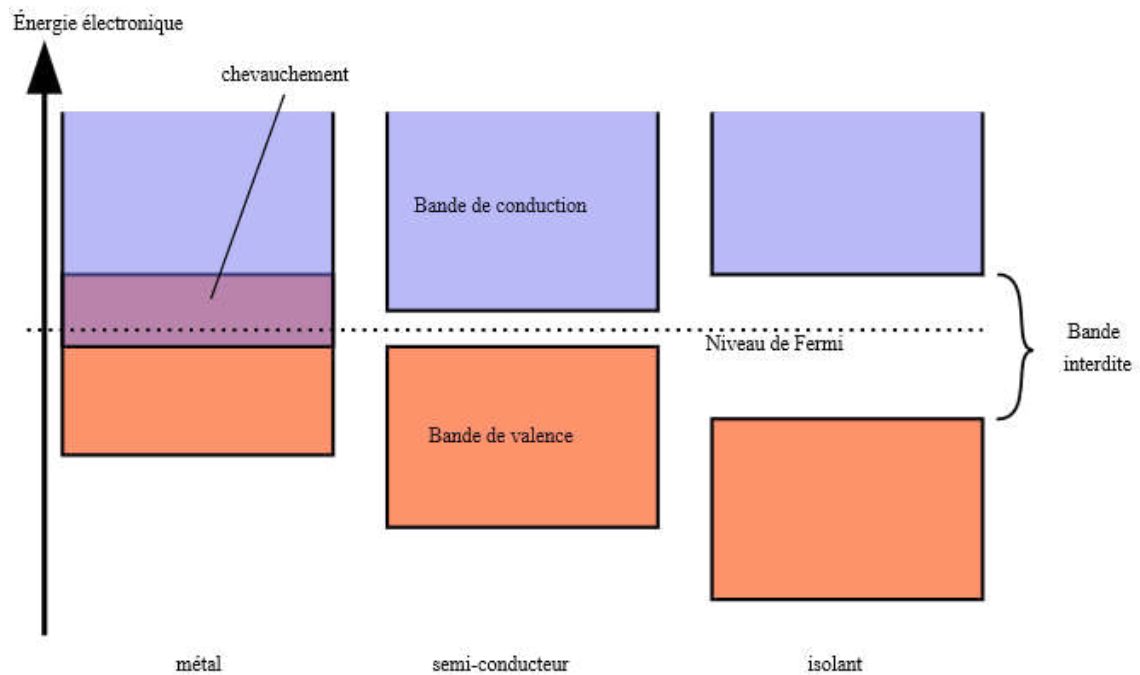 Énergie électronique
chevauchement
Bande de conduction
Niveau de Fermi
Bande
interdite
Bande de valence
métal
semi-conducteur
isolant